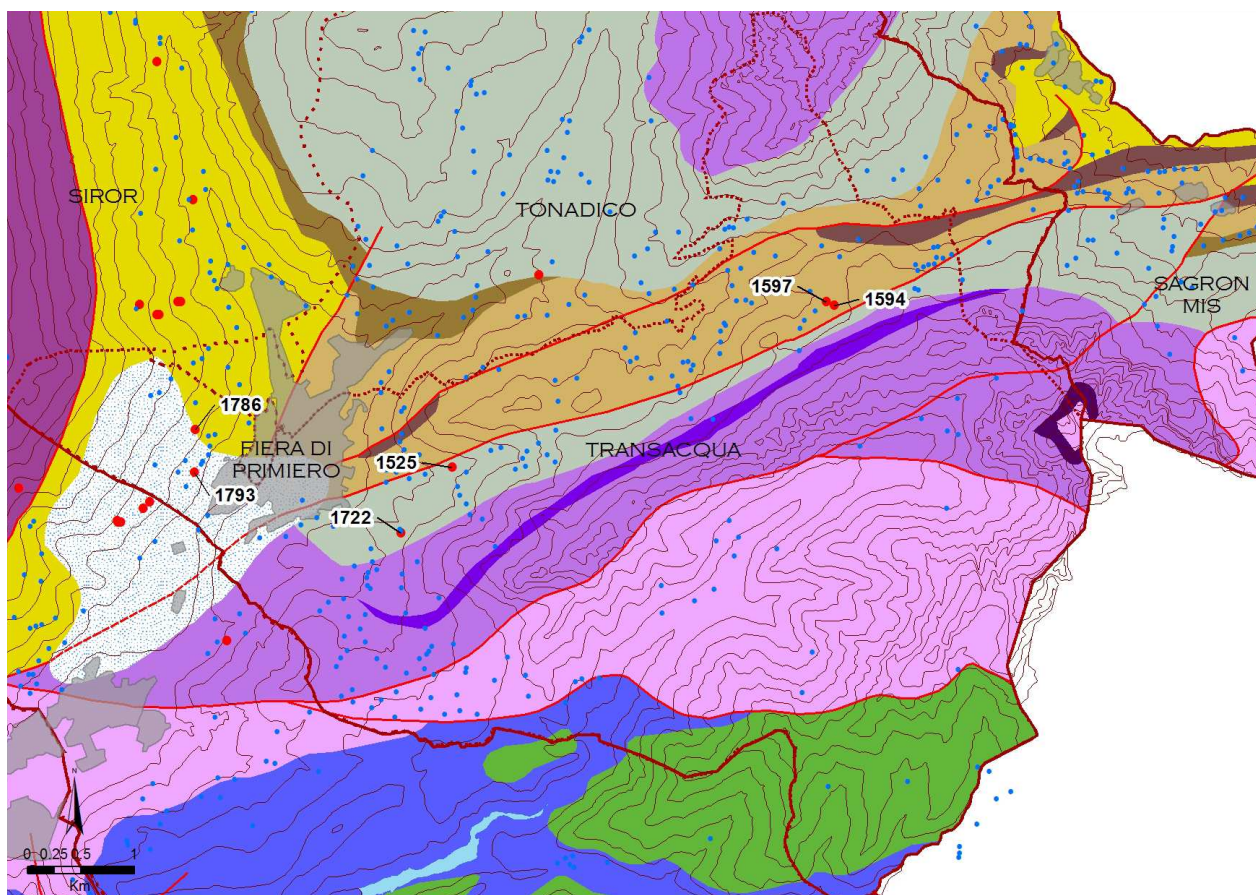 SIROR
TONADICO
1597
1594
SAGRON
MIS
1786
FIERA DI
PRIMIERO
1525
TRANSACQUA
1793
1722
N
0 0.25 0.5 1
Km